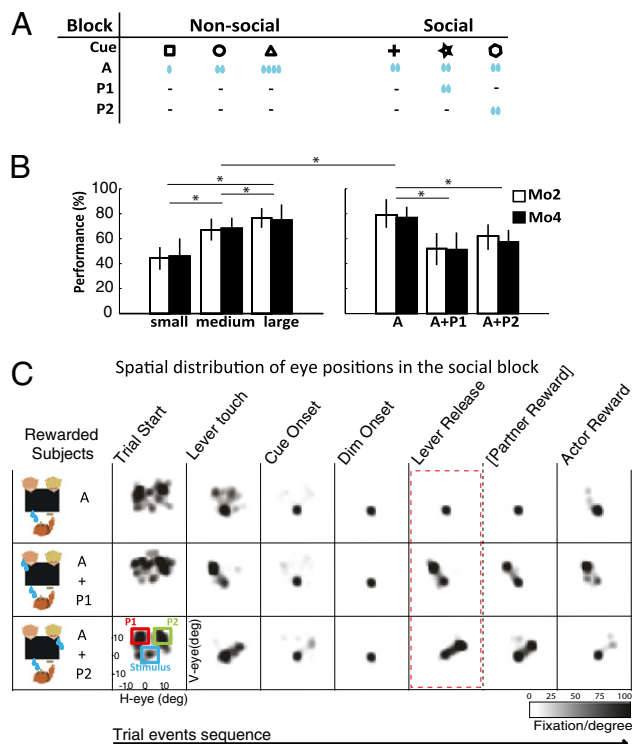 A
Block Non-social Social
Cue
A
P1 - - - -
P2 - - - -
B
Performance (%)
100
80
60
40
20
0
* * * * * * *
small medium large
A A+P1 A+P2
Mo2
Mo4
Spatial distribution of eye positions in the social block
C
Rewarded Subjects
Trial Start
Lever touch
Cue Onset
Dim Onset
Lever Release
[Partner Reward]
Actor Reward
A
A
+
P1
A
+
P2
P1 P2
Stimulus
10
0
-10
-10 0 10
H-eye (deg)
V-eye(deg)
0 25 50 75 100
Fixation/degree
Trial events sequence